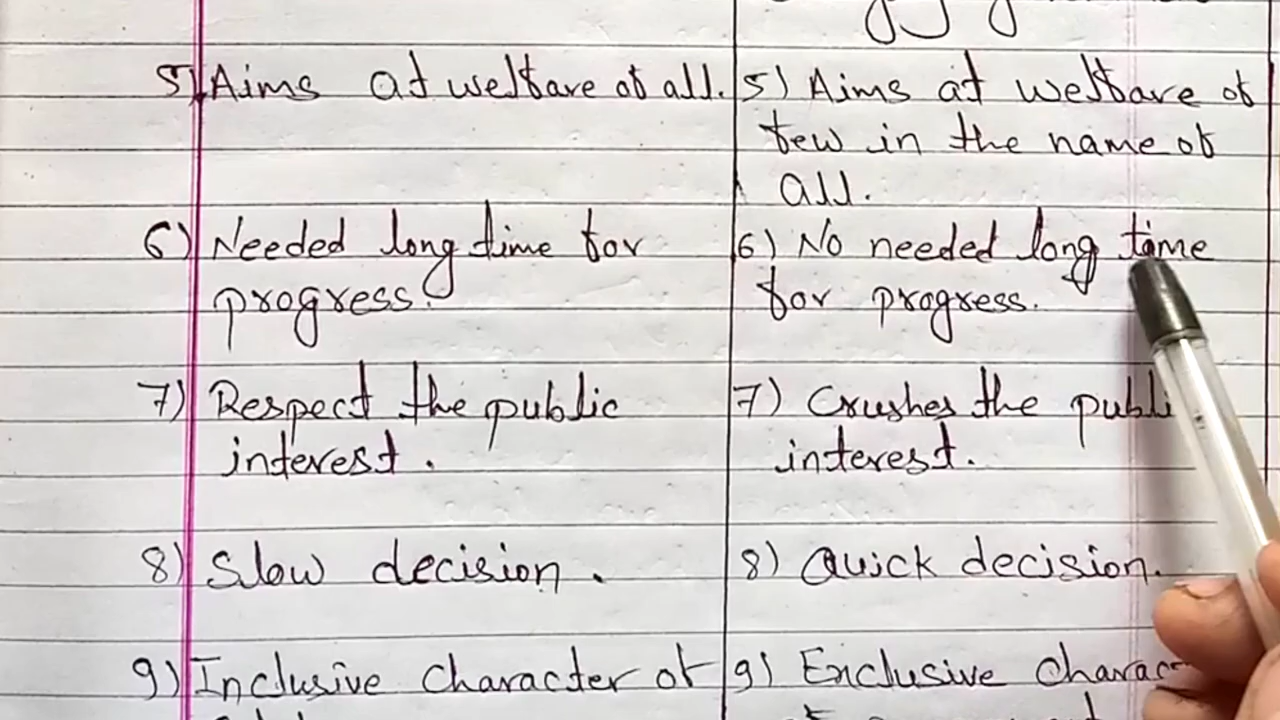 5) Aims at welfare of all.
6) Needed long time for
progress.
7) Respect the public
interest.
8) Slow decision.
9) Inclusive character of
5) Aims at welfare of
few in the name of
all.
6) No needed long time
for progress.
7) Crushes the publi
interest.
8) Quick decision.
9) Exclusive charac